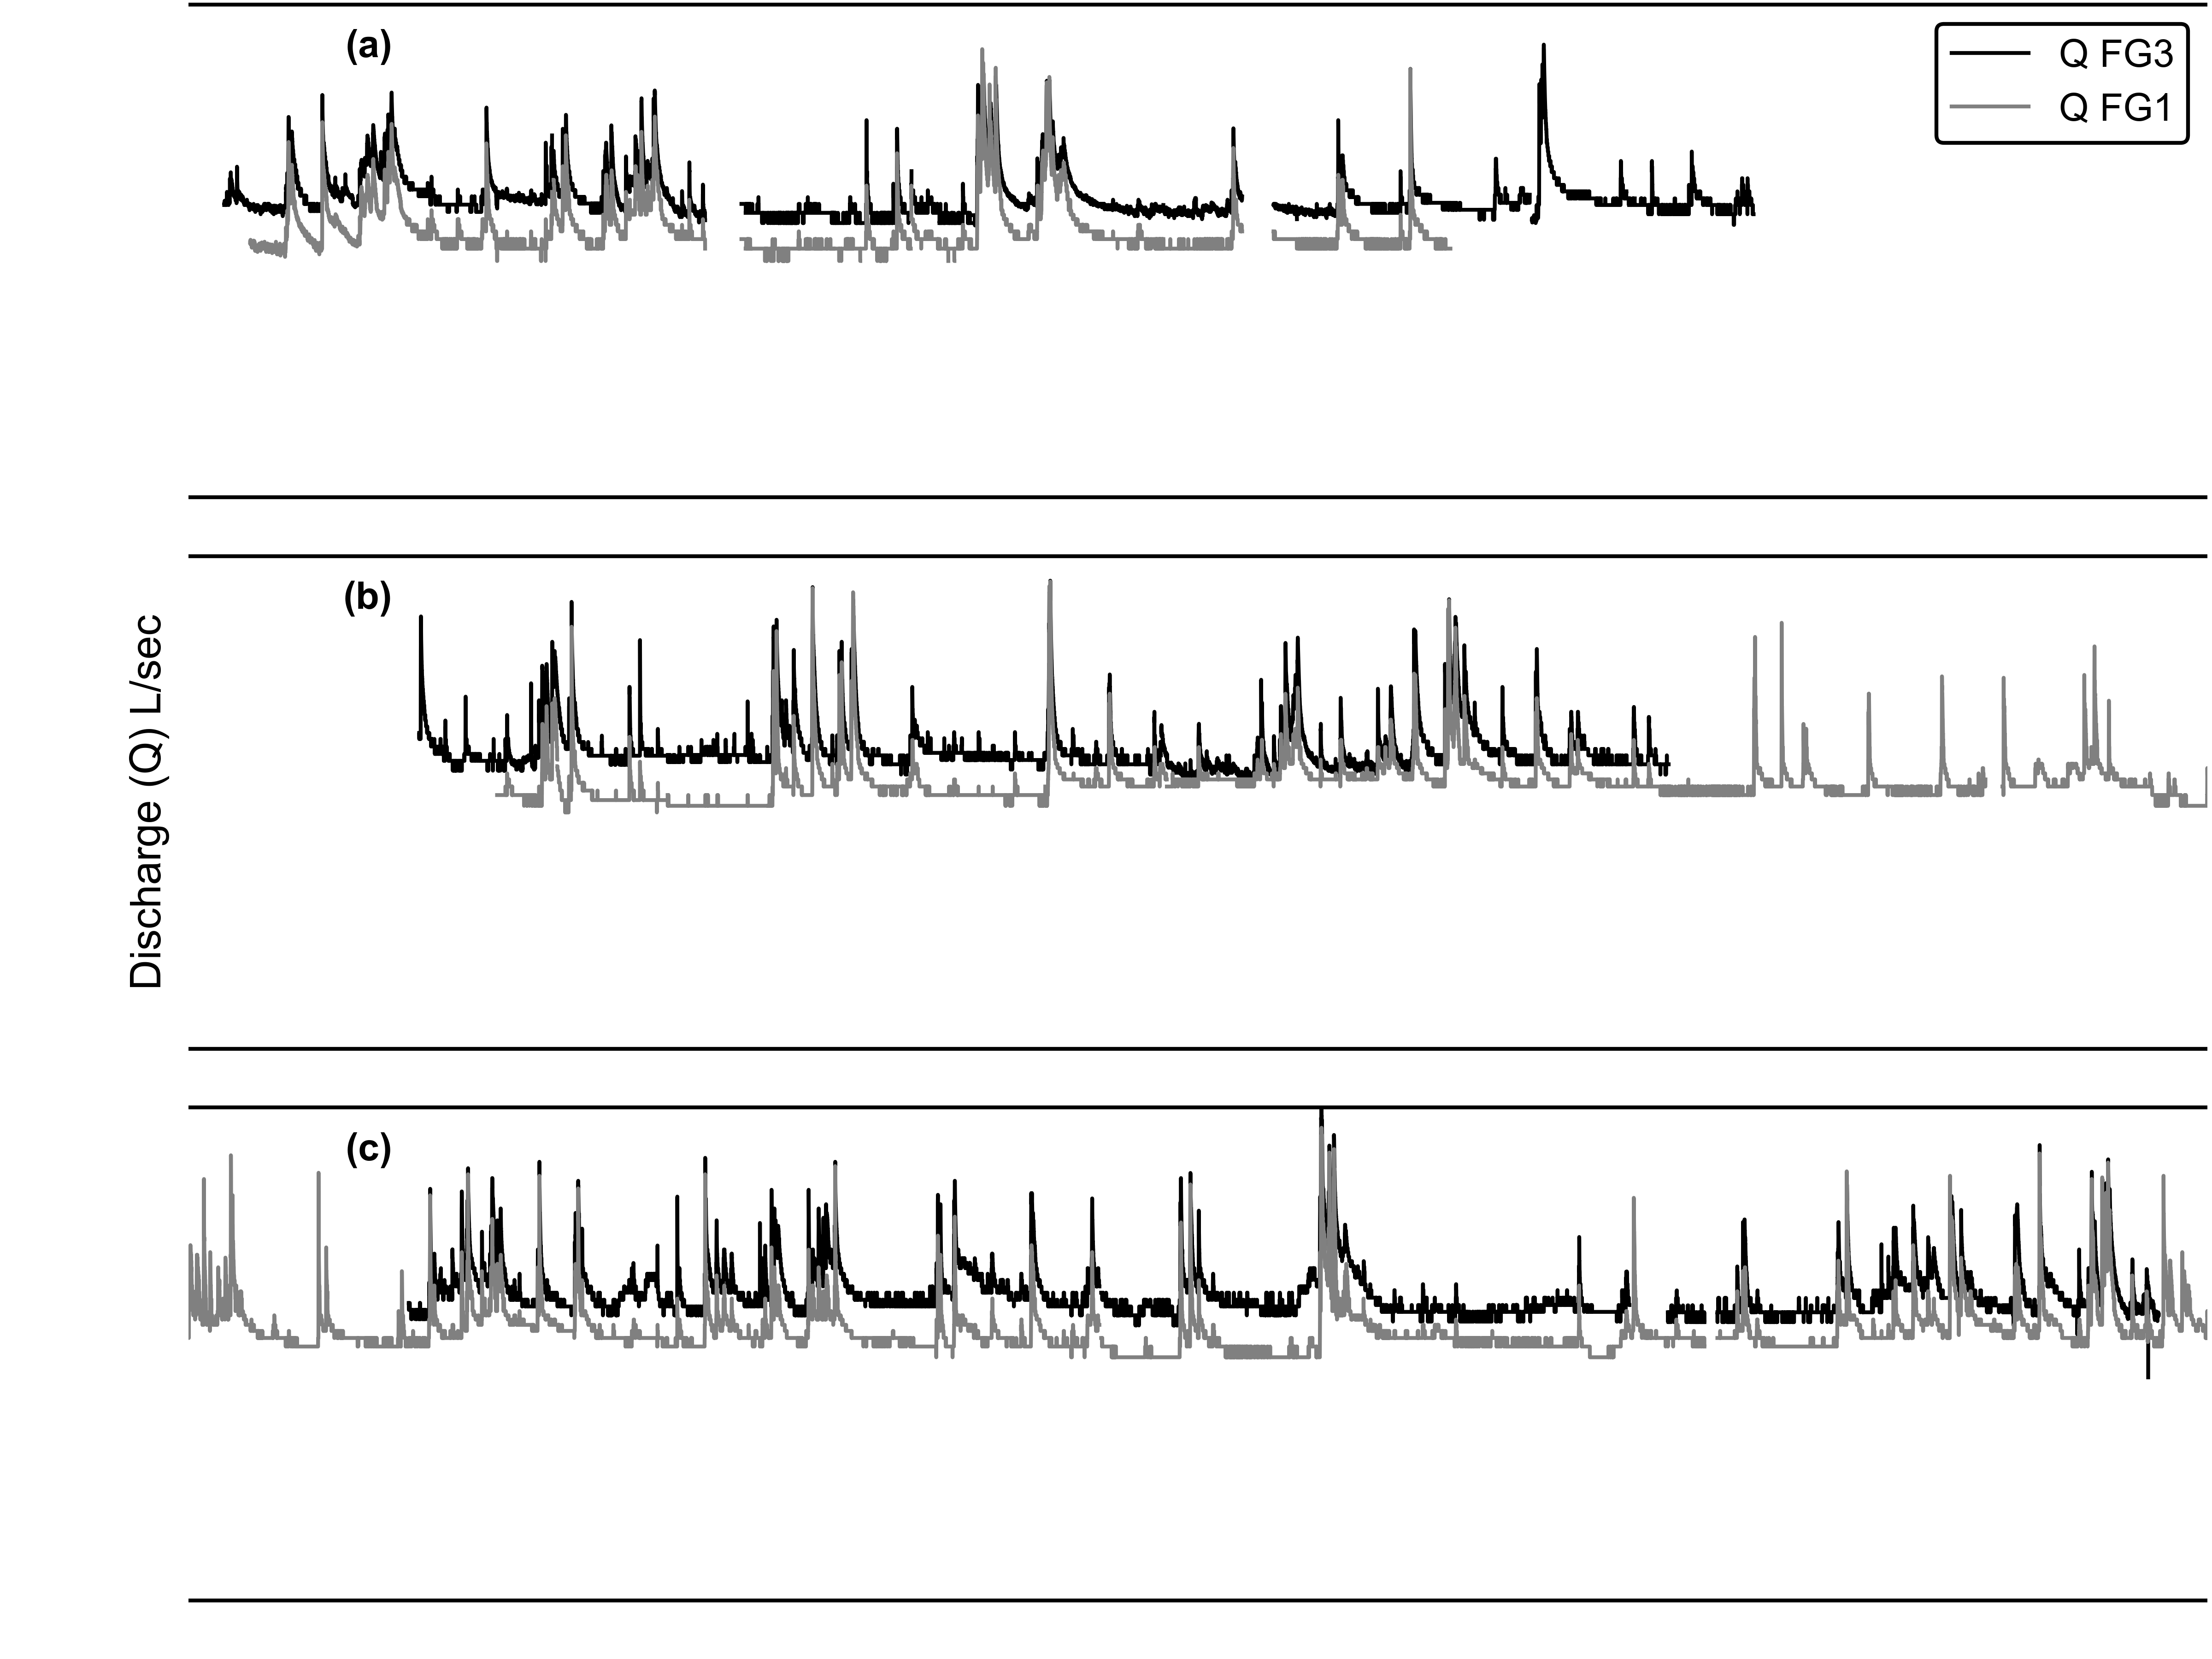 (a)
Q FG3
Q FG1
(b)
Discharge (Q) L/sec
(c)